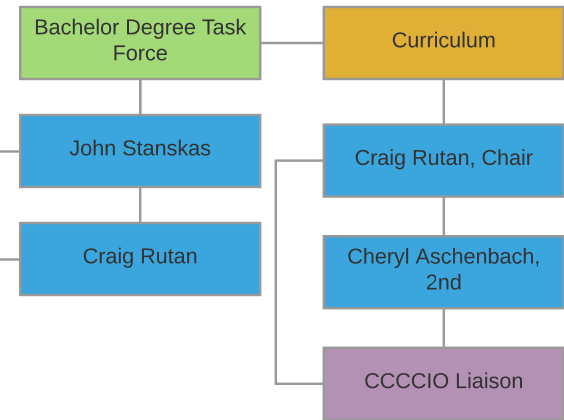 Bachelor Degree Task
Force
Curriculum
John Stanskas
Craig Rutan, Chair
Craig Rutan
Cheryl Aschenbach,
2nd
CCCCIO Liaison